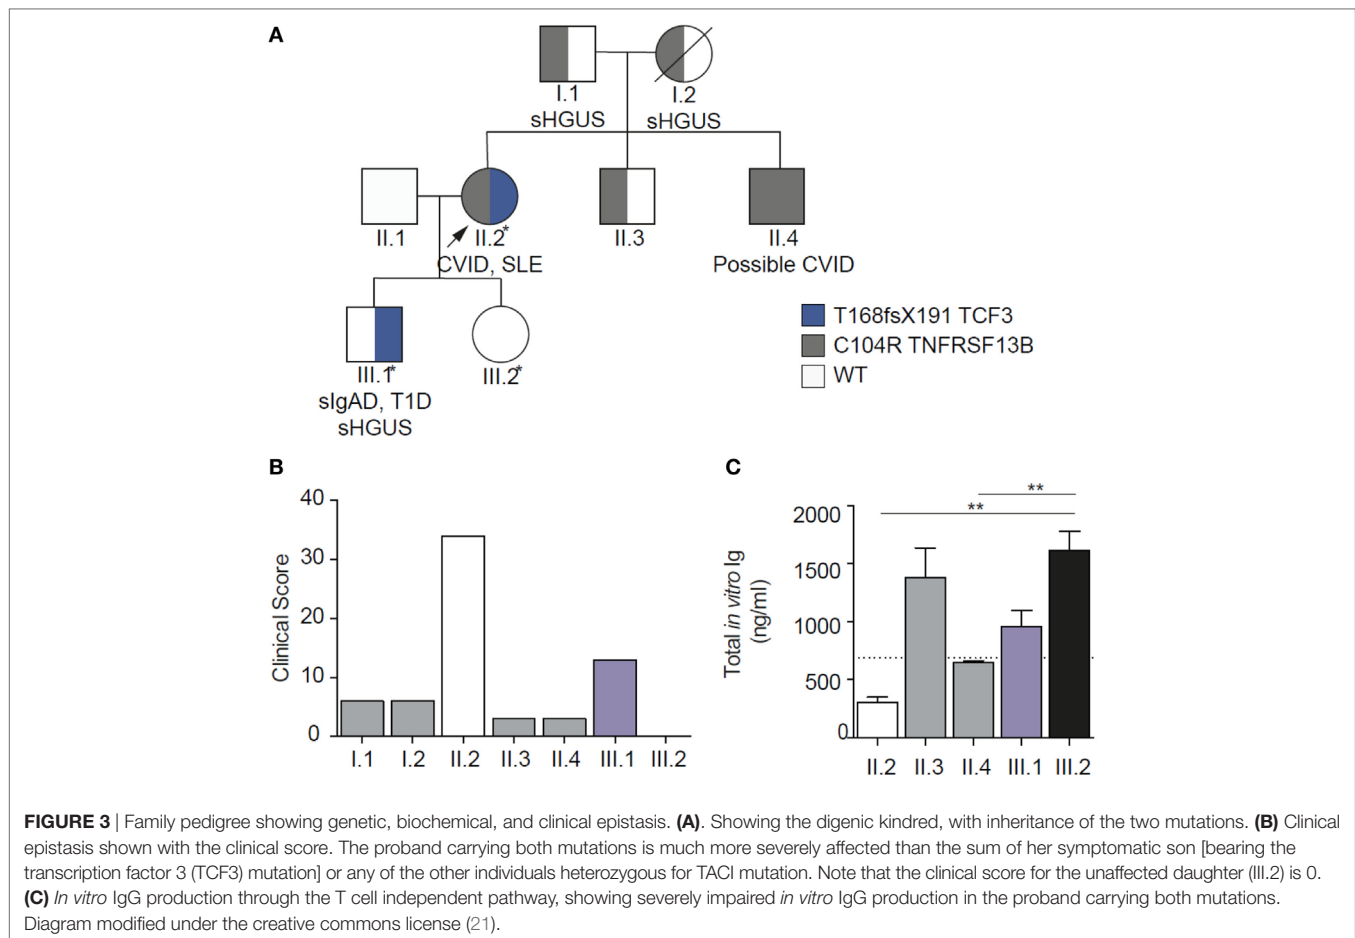 A
I.1
I.2
sHGUS
sHGUS
II.1
II.2*
II.3
II.4
CVID, SLE
Possible CVID
III.1*
III.2*
sIgAD, T1D
sHGUS
T168fsX191 TCF3
C104R TNFRSF13B
WT
B
Clinical Score
40
30
20
10
0
I.1 I.2 II.2 II.3 II.4 III.1 III.2
C
Total in vitro Ig
(ng/ml)
**
**
2000
1500
1000
500
0
II.2 II.3 II.4 III.1 III.2
FIGURE 3 | Family pedigree showing genetic, biochemical, and clinical epistasis. (A). Showing the digenic kindred, with inheritance of the two mutations. (B) Clinical
epistasis shown with the clinical score. The proband carrying both mutations is much more severely affected than the sum of her symptomatic son [bearing the
transcription factor 3 (TCF3) mutation] or any of the other individuals heterozygous for TACI mutation. Note that the clinical score for the unaffected daughter (III.2) is 0.
(C) In vitro IgG production through the T cell independent pathway, showing severely impaired in vitro IgG production in the proband carrying both mutations.
Diagram modified under the creative commons license (21).